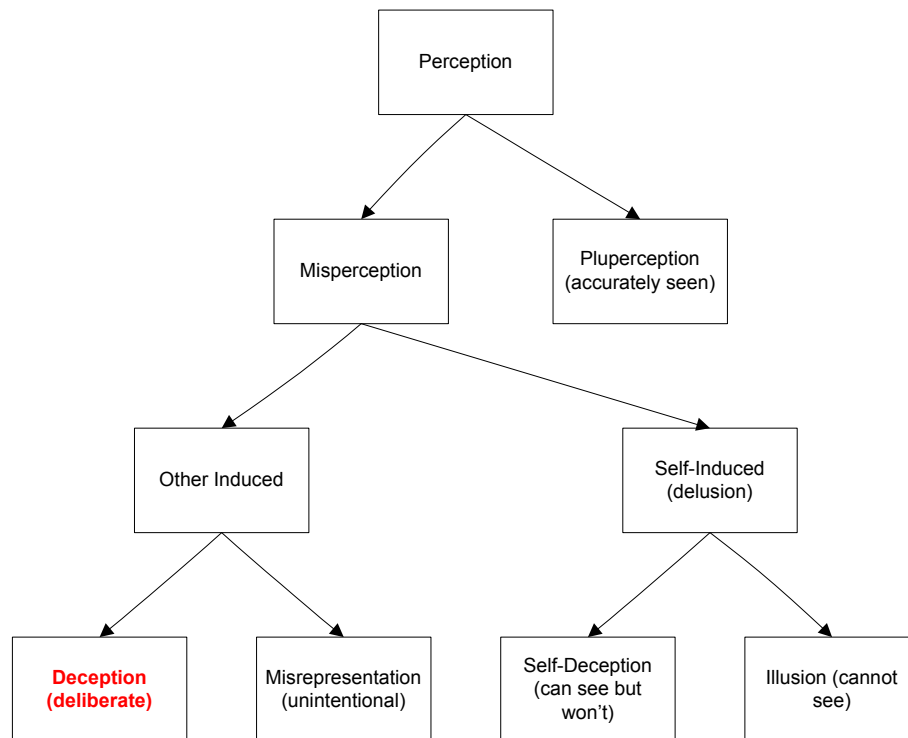 Perception
Misperception
Pluperception
(accurately seen)
Other Induced
Self-Induced
(delusion)
Deception
(deliberate)
Misrepresentation
(unintentional)
Self-Deception
(can see but
won’t)
Illusion (cannot
see)